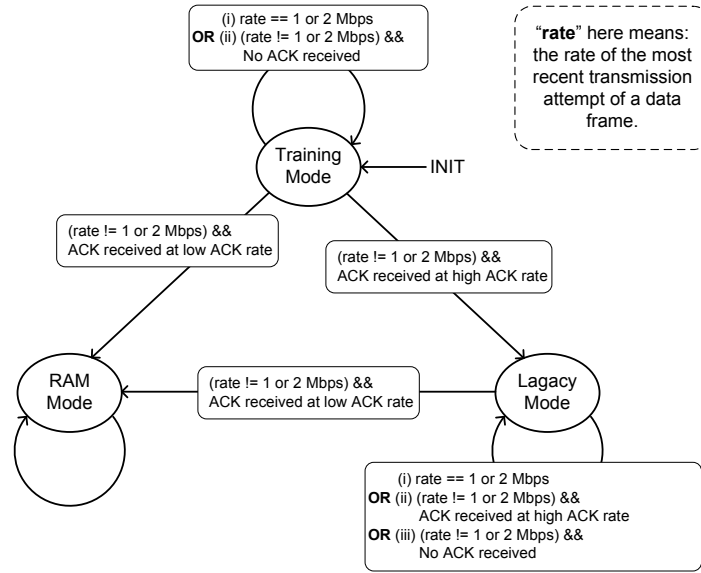 (i) rate == 1 or 2 Mbps
OR (ii) (rate != 1 or 2 Mbps) &&
No ACK received
“rate” here means:
the rate of the most
recent transmission
attempt of a data
frame.
Training
Mode
INIT
(rate != 1 or 2 Mbps) &&
ACK received at low ACK rate
(rate != 1 or 2 Mbps) &&
ACK received at high ACK rate
RAM
Mode
(rate != 1 or 2 Mbps) &&
ACK received at low ACK rate
Lagacy
Mode
(i) rate == 1 or 2 Mbps
OR (ii) (rate != 1 or 2 Mbps) &&
ACK received at high ACK rate
OR (iii) (rate != 1 or 2 Mbps) &&
No ACK received